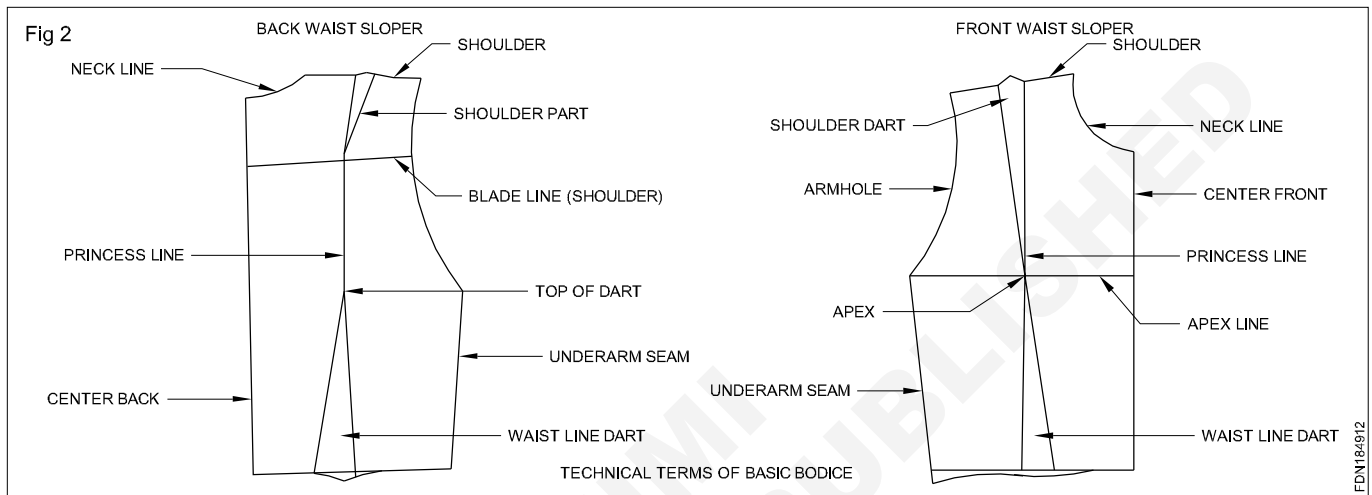 Fig 2
BACK WAIST SLOPER
SHOULDER
NECK LINE
SHOULDER PART
BLADE LINE (SHOULDER)
PRINCESS LINE
TOP OF DART
UNDERARM SEAM
CENTER BACK
WAIST LINE DART
FRONT WAIST SLOPER
SHOULDER
SHOULDER DART
NECK LINE
ARMHOLE
CENTER FRONT
PRINCESS LINE
APEX
APEX LINE
UNDERARM SEAM
WAIST LINE DART
TECHNICAL TERMS OF BASIC BODICE
FDN184912